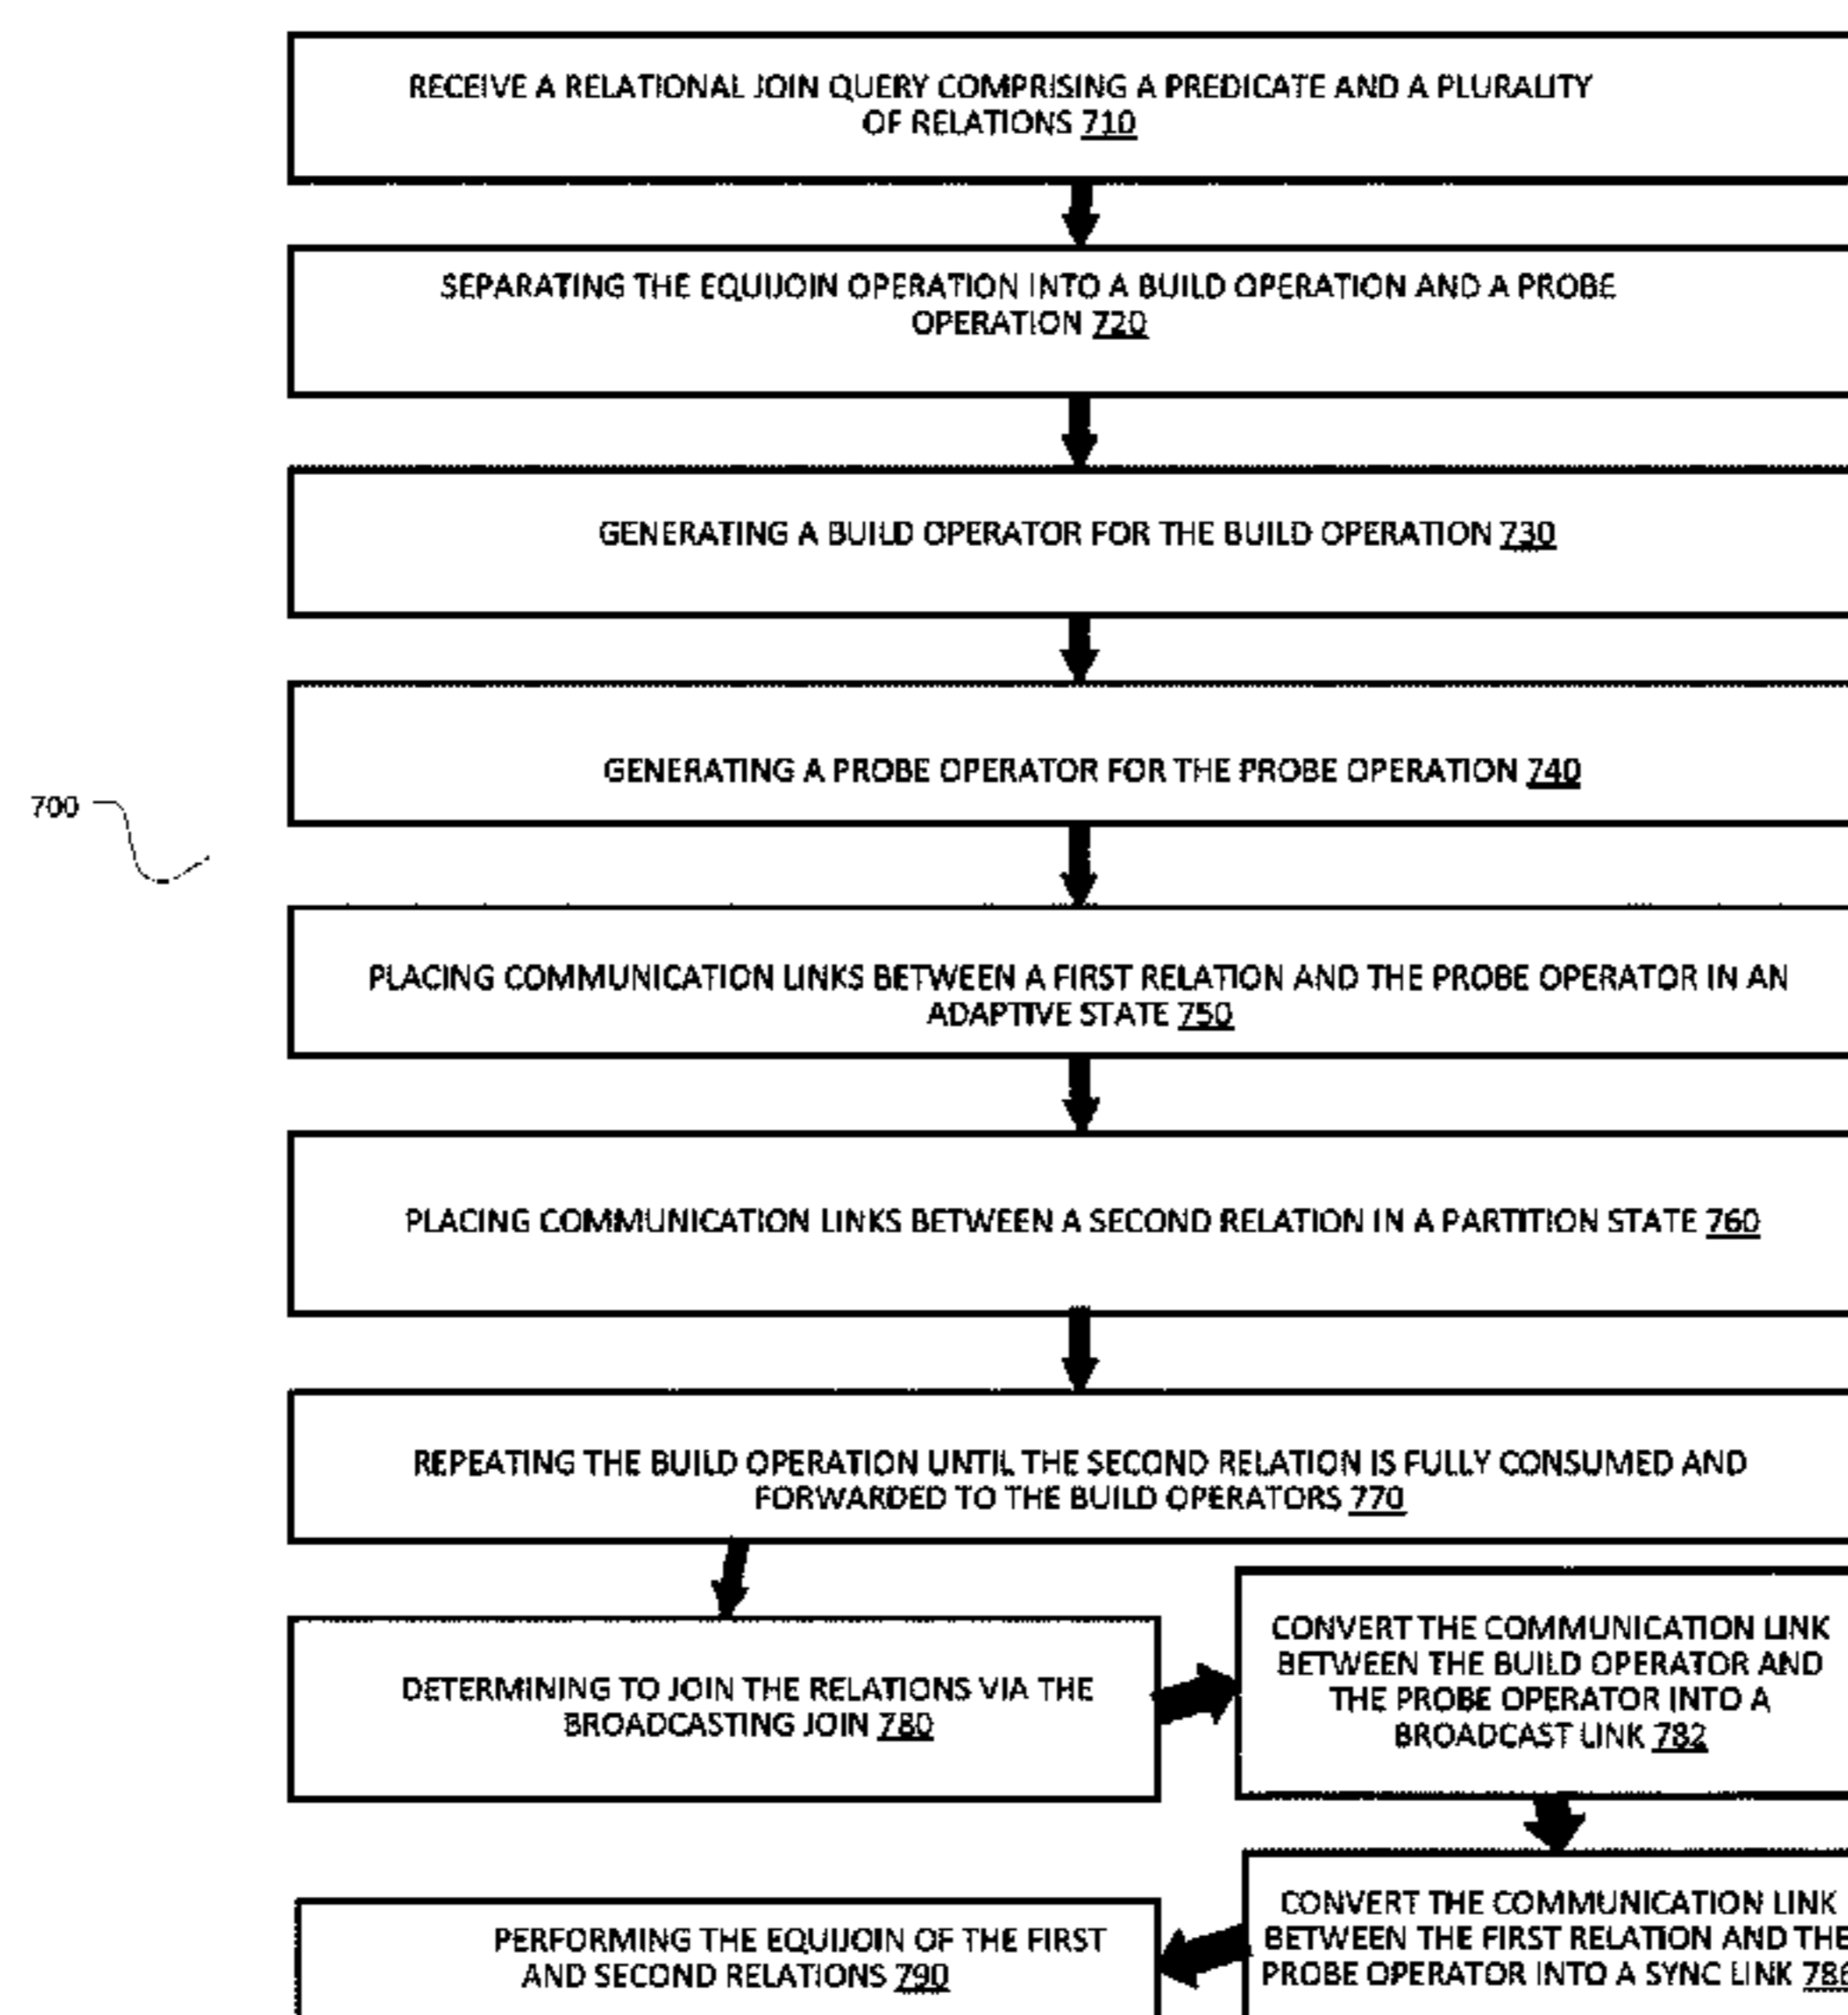 RECEIVE A RELATIONAL JOIN QUERY COMPRISING A PREDICATE AND A PLURALITY
OF RELATIONS 710
SEPARATING THE EQUIJOIN OPERATION INTO A BUILD OPERATION AND A PROBE
OPERATION 720
GENERATING A BUILD OPERATOR FOR THE BUILD OPERATION 730
GENERATING A PROBE OPERATOR FOR THE PROBE OPERATION 740
700
PLACING COMMUNICATION LINKS BETWEEN A FIRST RELATION AND THE PROBE OPERATOR IN AN
ADAPTIVE STATE 750
PLACING COMMUNICATION LINKS BETWEEN A SECOND RELATION IN A PARTITION STATE 760
REPEATING THE BUILD OPERATION UNTIL THE SECOND RELATION IS FULLY CONSUMED AND
FORWARDED TO THE BUILD OPERATORS 770
DETERMINING TO JOIN THE RELATIONS VIA THE
BROADCASTING JOIN 780
CONVERT THE COMMUNICATION LINK
BETWEEN THE BUILD OPERATOR AND
THE PROBE OPERATOR INTO A
BROADCAST LINK 782
CONVERT THE COMMUNICATION LINK
BETWEEN THE FIRST RELATION AND THE
PROBE OPERATOR INTO A SYNC LINK 786
PERFORMING THE EQUIJOIN OF THE FIRST
AND SECOND RELATIONS 790